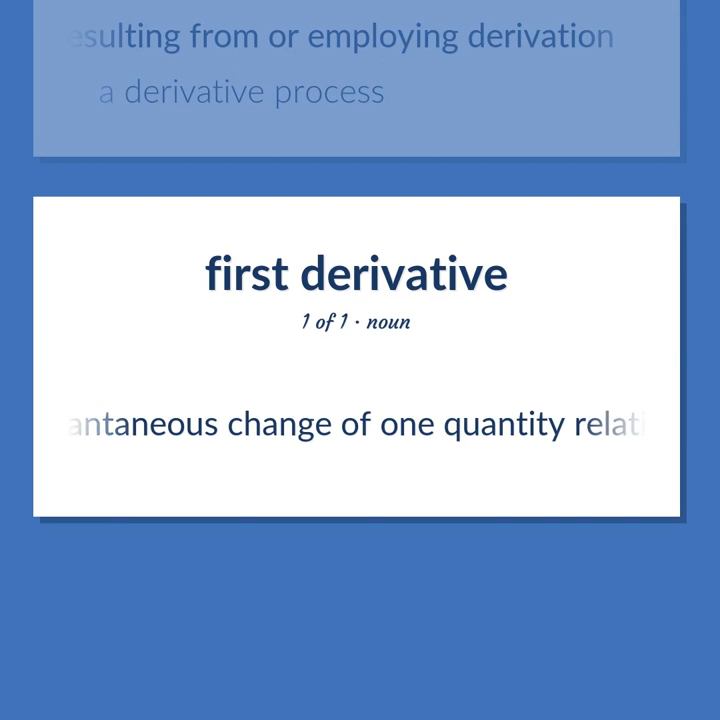 esulting from or employing derivation
a derivative process
first derivative
1 of 1 · noun
antaneous change of one quantity relati